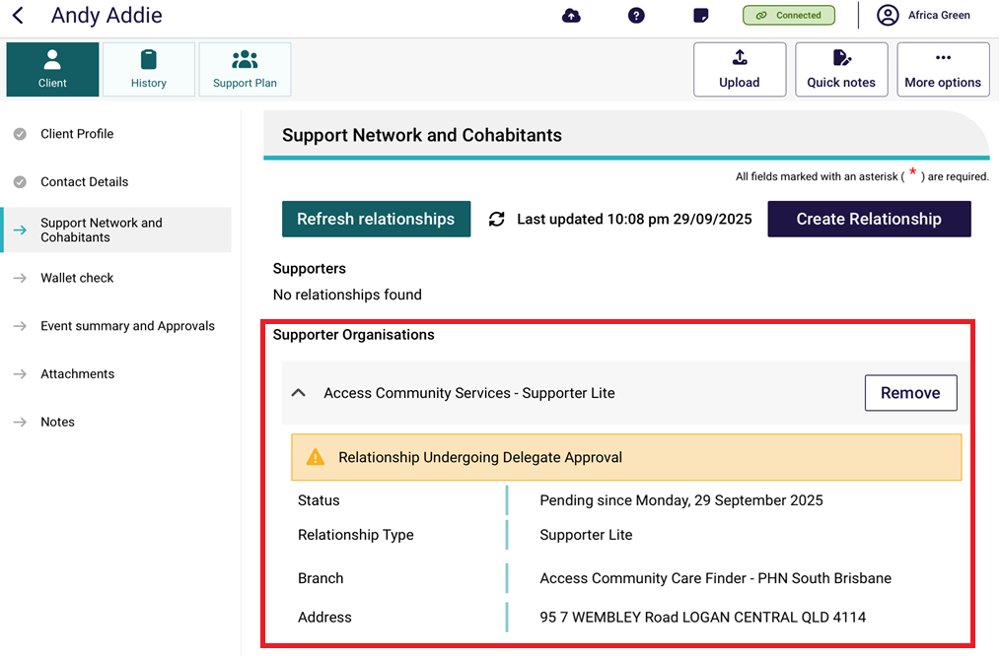 Andy Addie
Connected
Africa Green
Client
History
Support Plan
Upload
Quick notes
More options
Client Profile
Contact Details
Support Network and
Cohabitants
Wallet check
Event summary and Approvals
Attachments
Notes
Support Network and Cohabitants
All fields marked with an asterisk ( * ) are required.
Refresh relationships
Last updated 10:08 pm 29/09/2025
Create Relationship
Supporters
No relationships found
Supporter Organisations
Access Community Services - Supporter Lite
Remove
Relationship Undergoing Delegate Approval
Status
Pending since Monday, 29 September 2025
Relationship Type
Supporter Lite
Branch
Access Community Care Finder - PHN South Brisbane
Address
95 7 WEMBLEY Road LOGAN CENTRAL QLD 4114